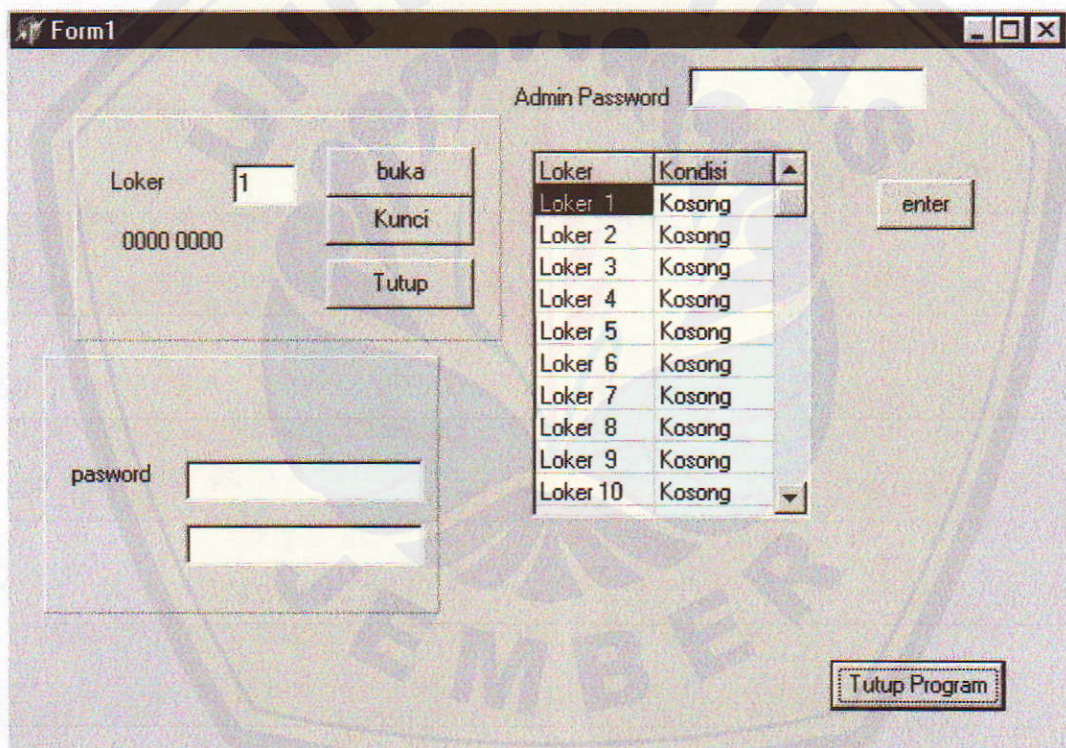 Form1
Admin Password
Loker 1 buka
Kunci
0000 0000
Tutup
Loker Kondisi
Loker 1 Kosong
Loker 2 Kosong
Loker 3 Kosong
Loker 4 Kosong
Loker 5 Kosong
Loker 6 Kosong
Loker 7 Kosong
Loker 8 Kosong
Loker 9 Kosong
Loker 10 Kosong
enter
pasword
Tutup Program
UNIVERSITAS
JEMBER